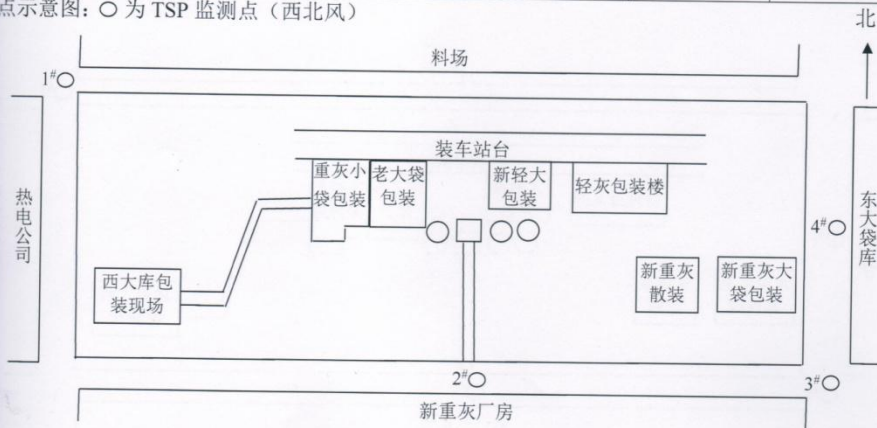 点示意图：○ 为 TSP 监测点（西北风）
北
料场
1#○
装车站台
重灰小
袋包装
老大袋
包装
新轻大
包装
轻灰包装楼
热电公司
东大袋库
4#○
西大库包
装现场
新重灰
散装
新重灰大
袋包装
2#○
3#○
新重灰厂房